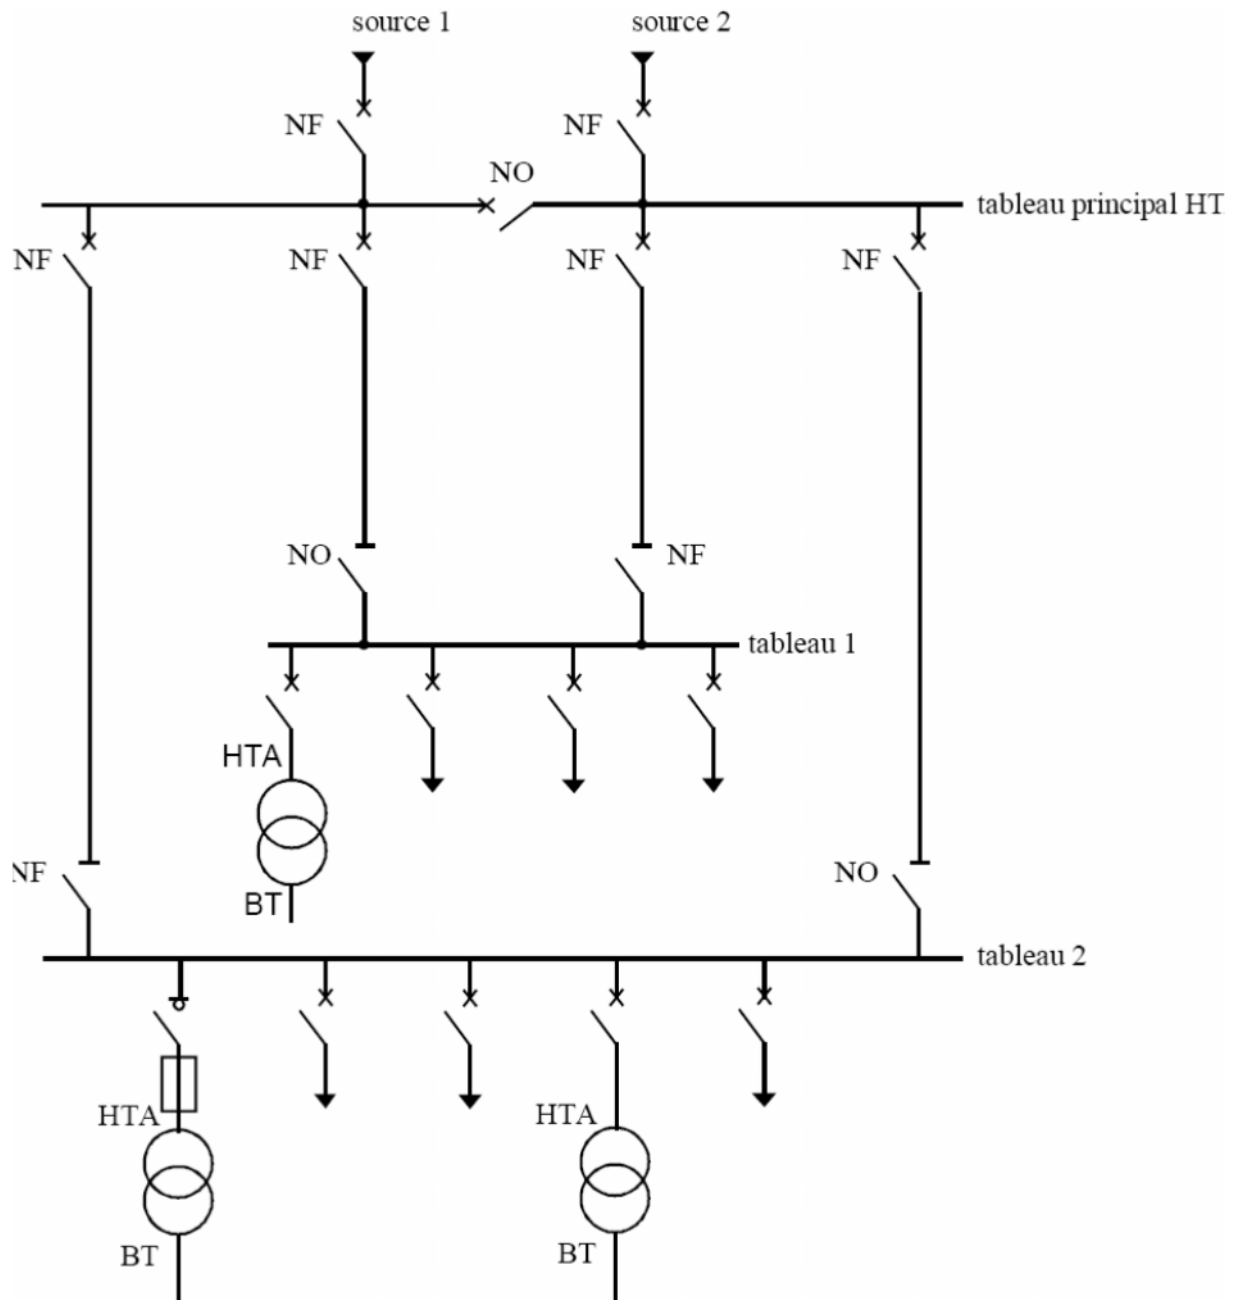 source 1
source 2
NF
NF
NO
tableau principal HT
NF
NF
NF
NF
NO
NF
tableau 1
HTA
BT
NF
NO
tableau 2
HTA
HTA
BT
BT